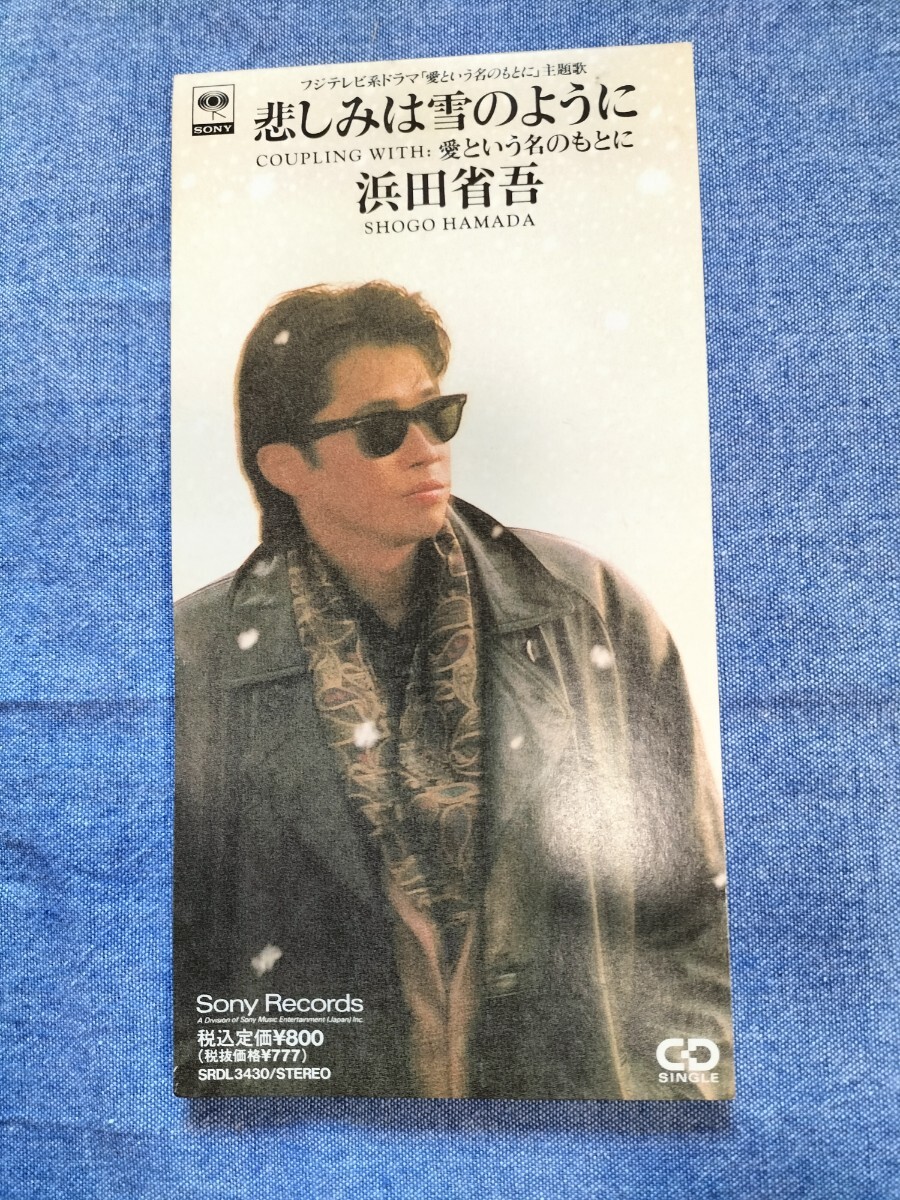 フジテレビ系ドラマ「愛という名のもとに」主題歌
SONY
悲しみは雪のように
COUPLING WITH: 愛という名のもとに
浜田省吾
SHOGO HAMADA
Sony Records
A Division of Sony Music Entertainment (Japan) Inc.
税込定価¥800
(税抜価格¥777)
SRDL3430/STEREO
CD
SINGLE